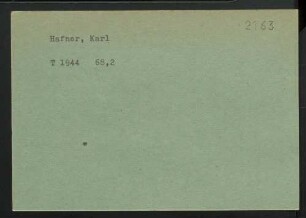 2163
Hafner, Karl
T 1944 68,2